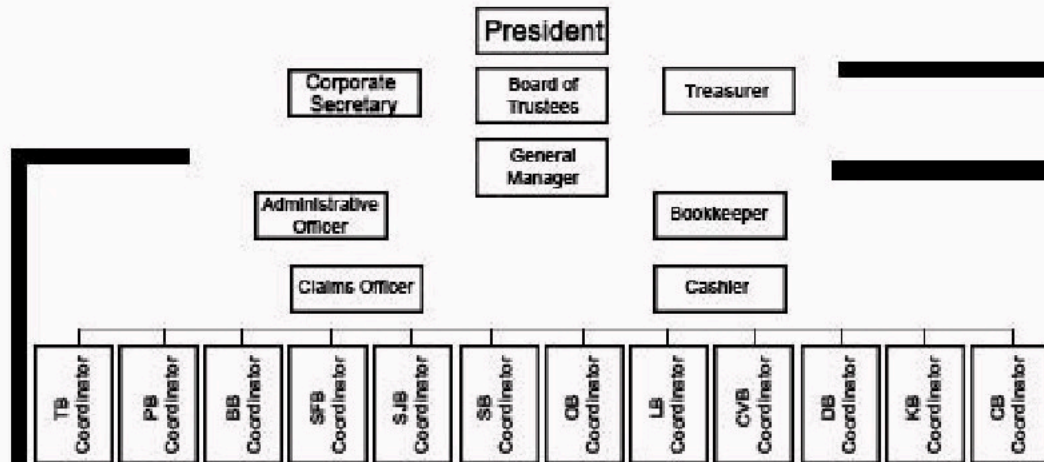 President
Corporate
Secretary
Board of
Trustees
Treasurer
General
Manager
Administrative
Officer
Bookkeeper
Claims Officer
Cashier
TB
Coordinator
PB
Coordinator
BB
Coordinator
SFB
Coordinator
SJB
Coordinator
SB
Coordinator
OB
Coordinator
LB
Coordinator
CVB
Coordinator
DB
Coordinator
KB
Coordinator
CB
Coordinator